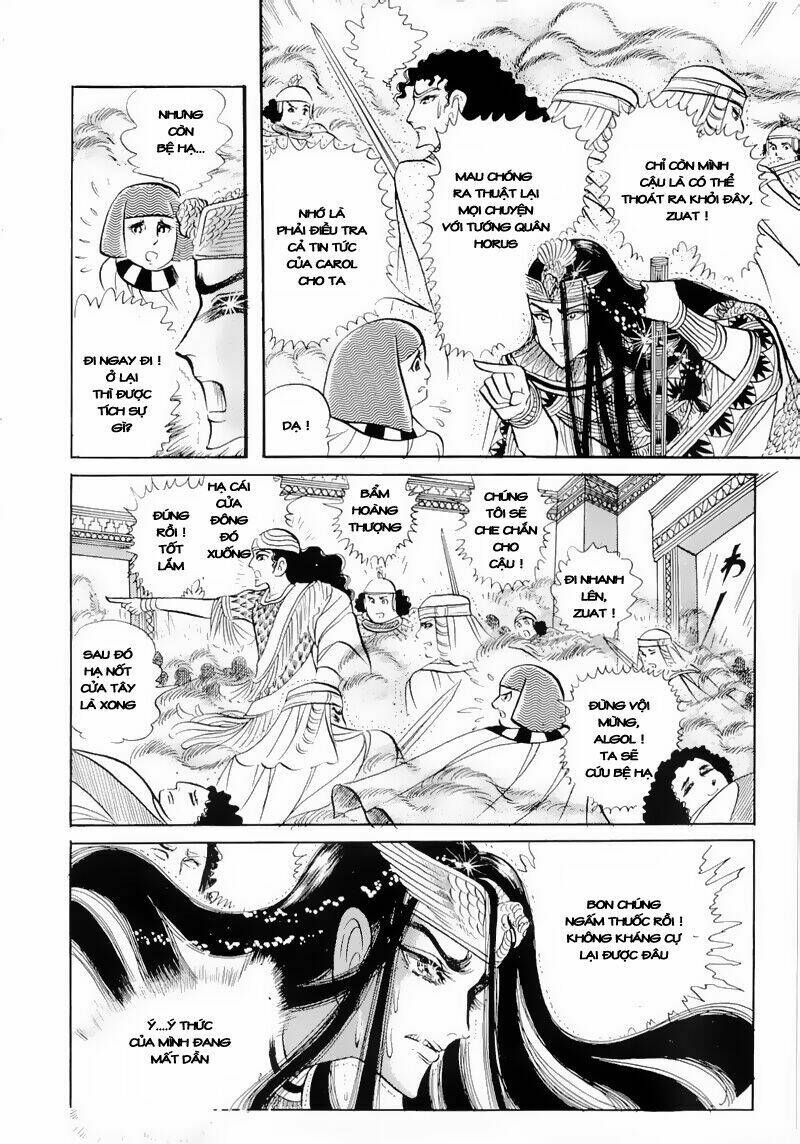 CHỈ CÒN MÌNH
CẬU LÀ CÓ THỂ
THOÁT RA KHỎI ĐÂY,
ZUAT !
MAU CHÓNG
RA THUẬT LẠI
MỌI CHUYỆN
VỚI TƯỚNG QUÂN
HORUS
NHỚ LÀ
PHẢI ĐIỀU TRA
CẢ TIN TỨC
CỦA CAROL
CHO TA
DẠ !
NHƯNG
CÒN
BỆ HẠ...
ĐI NGAY ĐI !
Ở LẠI
THÌ ĐƯỢC
TÍCH SỰ
GÌ?
わーっ
CHÚNG
TÔI SẼ
CHE CHẮN
CHO
CẬU !
ĐI NHANH
LÊN,
ZUAT !
BẨM
HOÀNG
THƯỢNG
HẠ CÁI
CỬA
ĐÔNG
ĐÓ
XUỐNG
ĐÚNG
RỒI !
TỐT
LẮM
SAU ĐÓ
HẠ NỐT
CỬA TÂY
LÀ XONG
ĐỪNG VỘI
MỪNG,
ALGOL !
TA SẼ
CỨU BỆ HẠ
BON CHÚNG
NGẤM THUỐC RỒI !
KHÔNG KHÁNG CỰ
LẠI ĐƯỢC ĐÂU
Ý....Ý THỨC
CỦA MÌNH ĐANG
MẤT DẦN